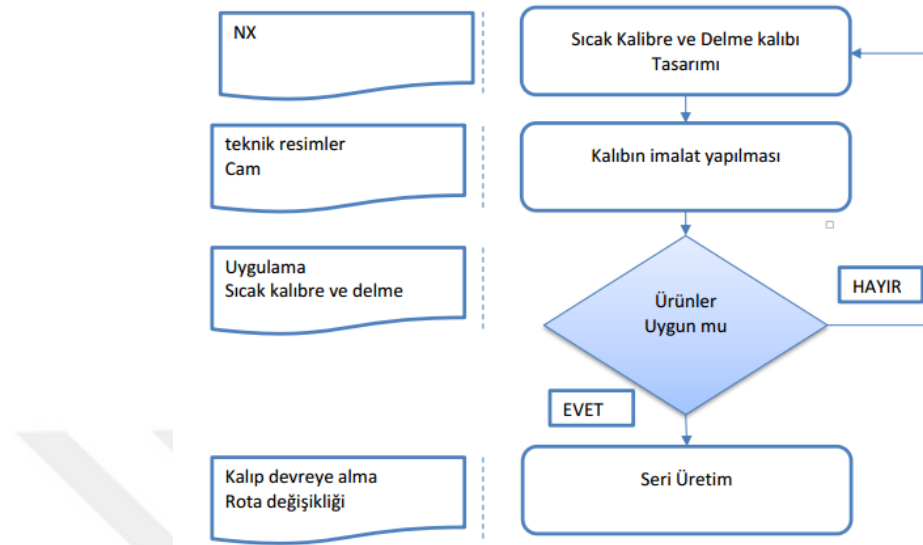 NX
Sıcak Kalibre ve Delme kalıbı
Tasarımı
teknik resimler
Cam
Kalıbın imalat yapılması
Uygulama
Sıcak kalıbre ve delme
Ürünler
Uygun mu
HAYIR
EVET
Kalıp devreye alma
Rota değişikliği
Seri Üretim